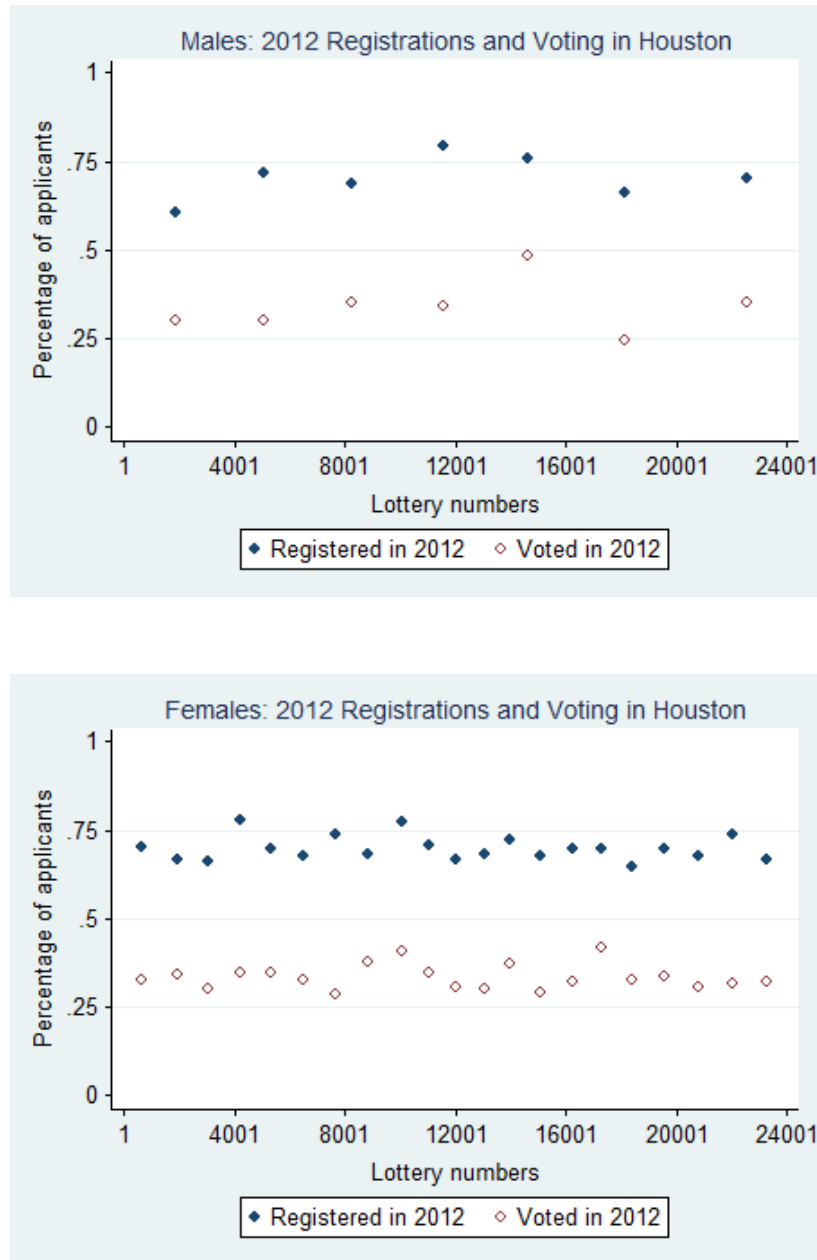 Males: 2012 Registrations and Voting in Houston
Percentage of applicants
1
.75
.5
.25
0
1 4001 8001 12001 16001 20001 24001
Lottery numbers
Registered in 2012 Voted in 2012
Females: 2012 Registrations and Voting in Houston
Percentage of applicants
1
.75
.5
.25
0
1 4001 8001 12001 16001 20001 24001
Lottery numbers
Registered in 2012 Voted in 2012